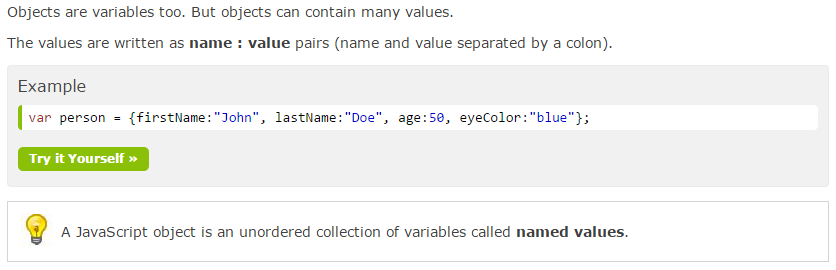 Objects are variables too. But objects can contain many values.
The values are written as name : value pairs (name and value separated by a colon).
Example
var person = {firstName:"John", lastName:"Doe", age:50, eyeColor:"blue"};
Try it Yourself »
A JavaScript object is an unordered collection of variables called named values.